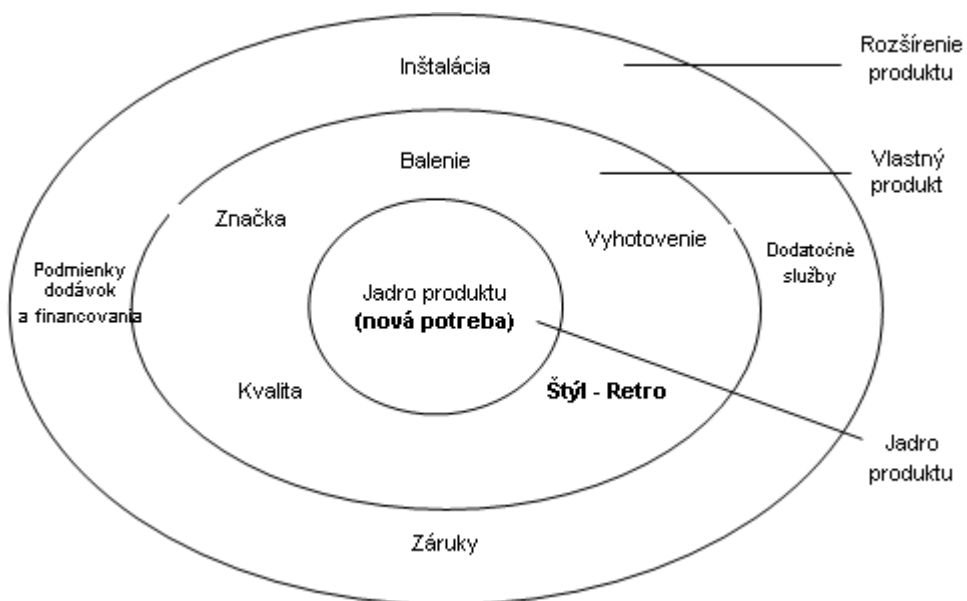 Inštalácia
Rozšírenie
produktu
Balenie
Vlastný
produkt
Značka
Vyhotovenie
Dodatočné
služby
Podmienky
dodávok
a financovania
Jadro produktu
(nová potreba)
Kvalita
Štýl - Retro
Jadro
produktu
Záruky